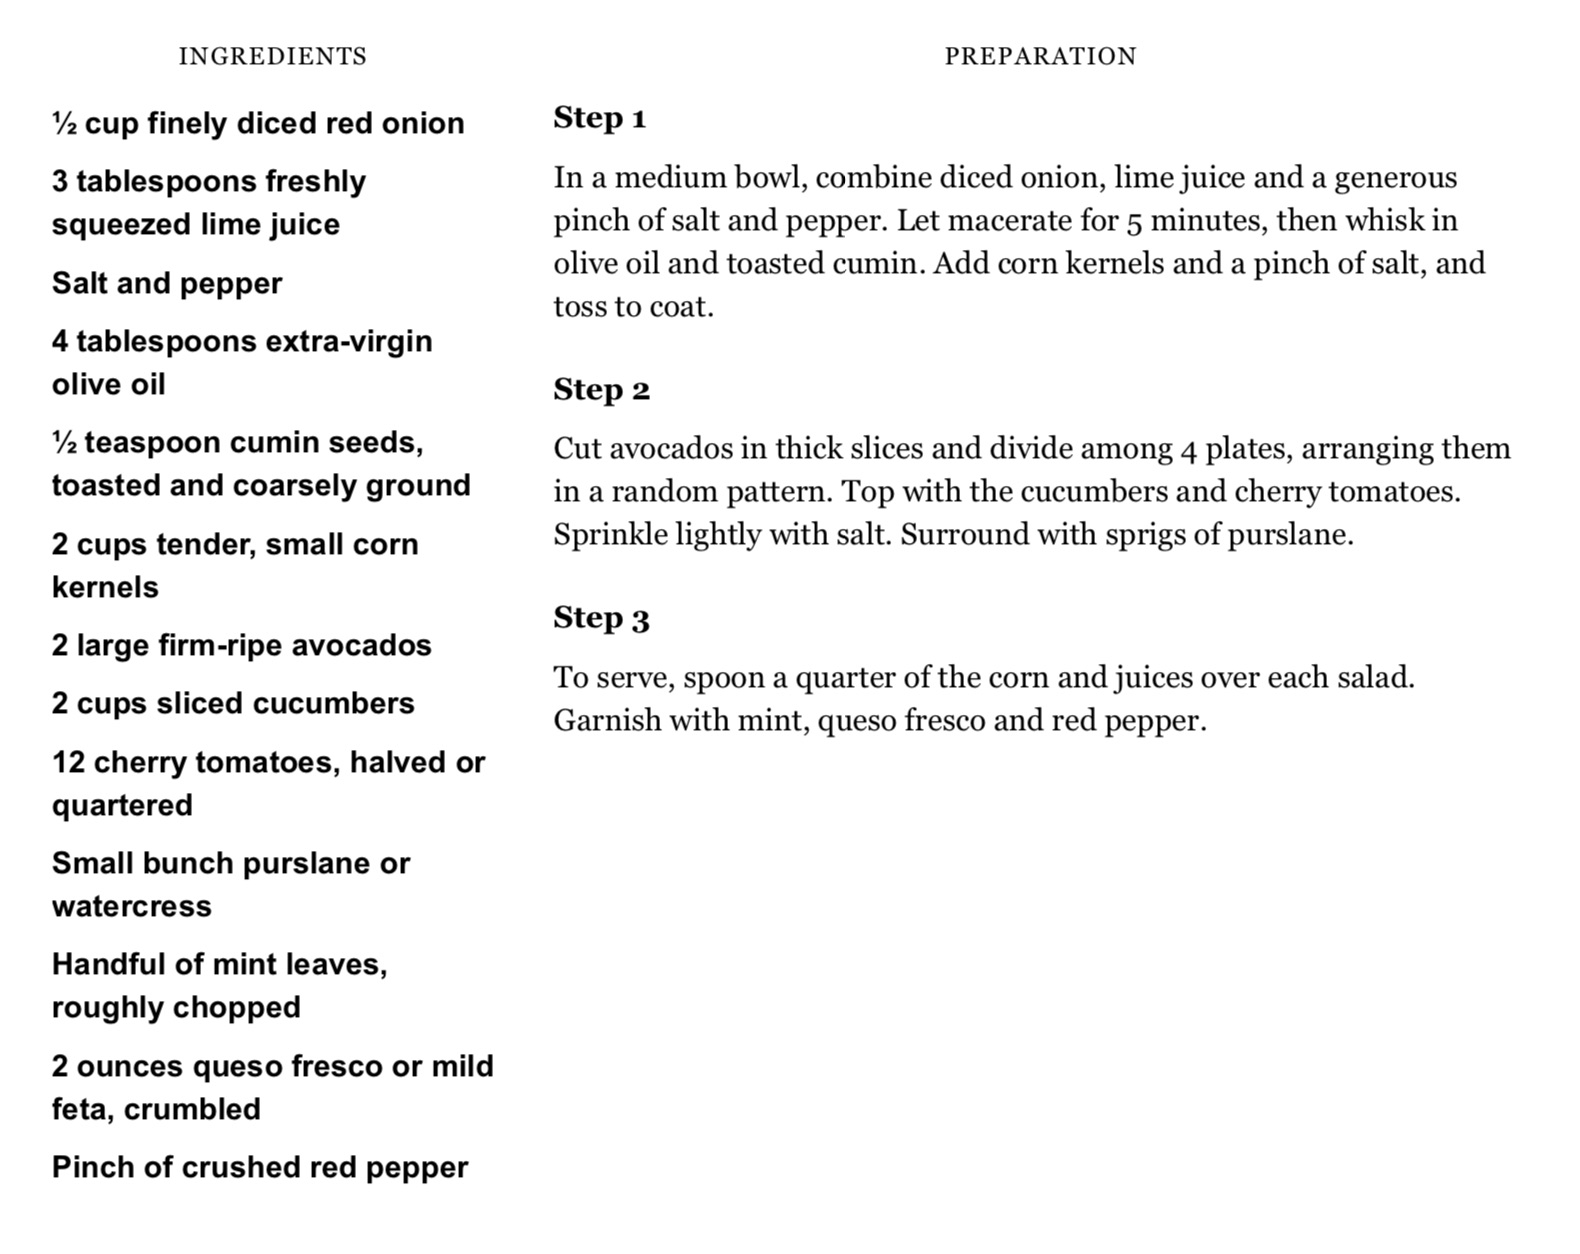 INGREDIENTS
½ cup finely diced red onion
3 tablespoons freshly
squeezed lime juice
Salt and pepper
4 tablespoons extra-virgin
olive oil
½ teaspoon cumin seeds,
toasted and coarsely ground
2 cups tender, small corn
kernels
2 large firm-ripe avocados
2 cups sliced cucumbers
12 cherry tomatoes, halved or
quartered
Small bunch purslane or
watercress
Handful of mint leaves,
roughly chopped
2 ounces queso fresco or mild
feta, crumbled
Pinch of crushed red pepper
PREPARATION
Step 1
In a medium bowl, combine diced onion, lime juice and a generous
pinch of salt and pepper. Let macerate for 5 minutes, then whisk in
olive oil and toasted cumin. Add corn kernels and a pinch of salt, and
toss to coat.
Step 2
Cut avocados in thick slices and divide among 4 plates, arranging them
in a random pattern. Top with the cucumbers and cherry tomatoes.
Sprinkle lightly with salt. Surround with sprigs of purslane.
Step 3
To serve, spoon a quarter of the corn and juices over each salad.
Garnish with mint, queso fresco and red pepper.